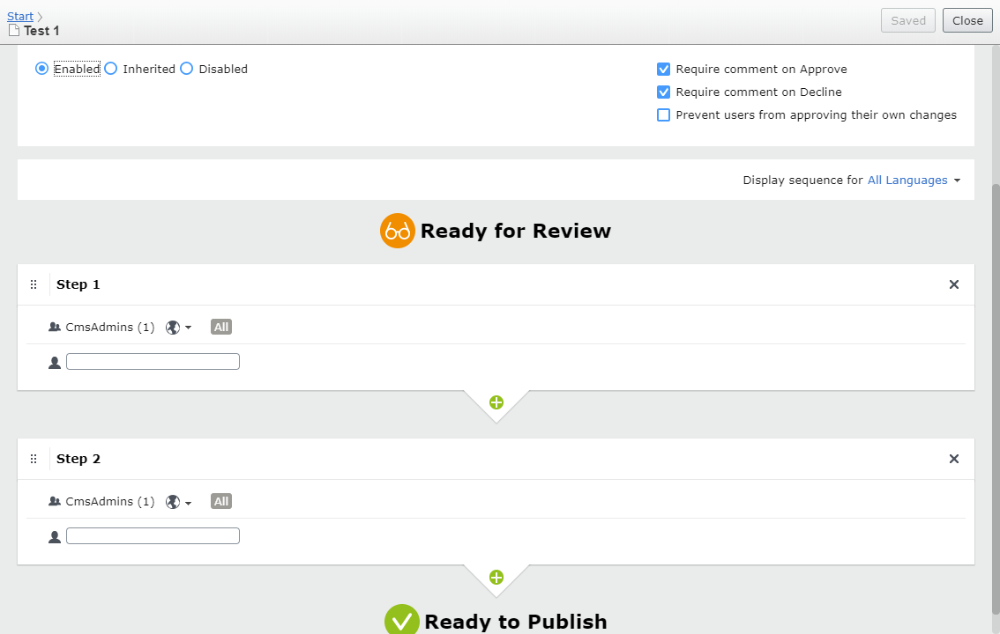 Start
Test 1
Saved Close
Enabled Inherited Disabled
Require comment on Approve
Require comment on Decline
Prevent users from approving their own changes
Display sequence for All Languages
Ready for Review
Step 1
CmsAdmins (1) All
Step 2
CmsAdmins (1) All
Ready to Publish